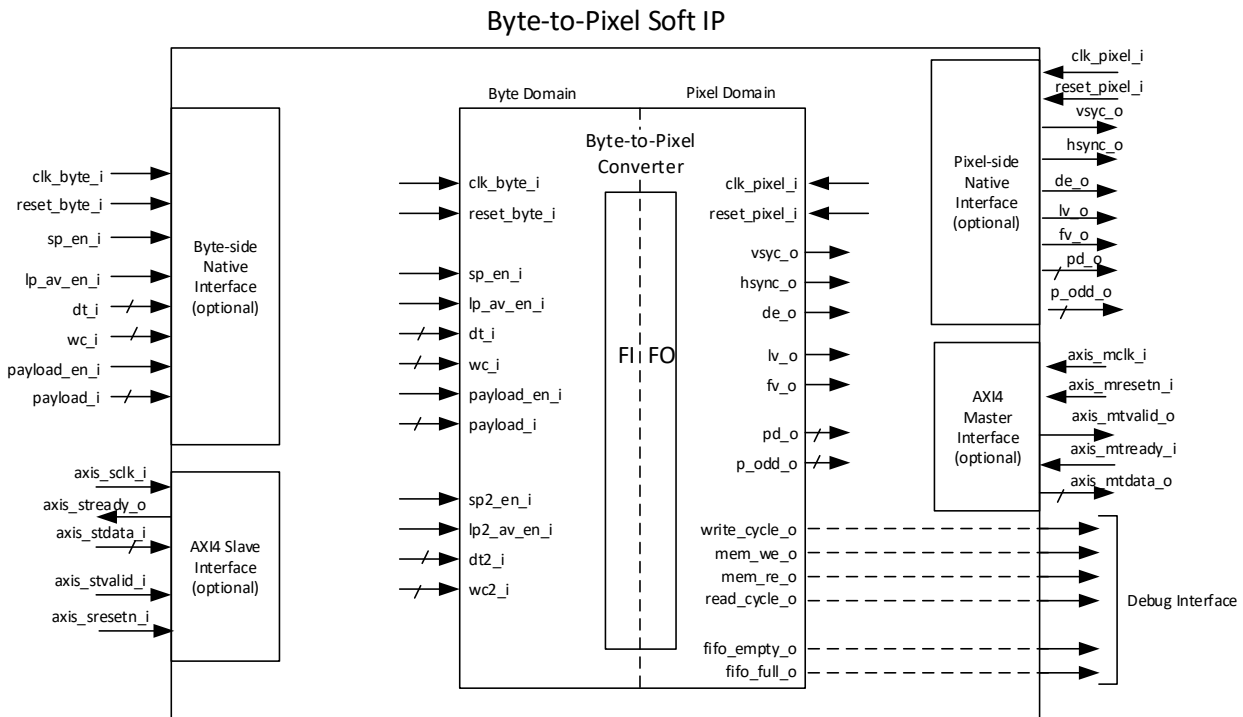 Byte-to-Pixel Soft IP
clk_byte_i
reset_byte_i
sp_en_i
lp_av_en_i
dt_i
wc_i
payload_en_i
payload_i
Byte-side
Native
Interface
(optional)
axis_sclk_i
axis_stready_o
axis_stdata_i
axis_stvalid_i
axis_sresetn_i
AXI4 Slave
Interface
(optional)
Byte Domain
Pixel Domain
Byte-to-Pixel
Converter
FI FO
clk_byte_i
reset_byte_i
sp_en_i
lp_av_en_i
dt_i
wc_i
payload_en_i
payload_i
sp2_en_i
lp2_av_en_i
dt2_i
wc2_i
clk_pixel_i
reset_pixel_i
vsyc_o
hsync_o
de_o
lv_o
fv_o
pd_o
p_odd_o
write_cycle_o
mem_we_o
mem_re_o
read_cycle_o
fifo_empty_o
fifo_full_o
Pixel-side
Native
Interface
(optional)
clk_pixel_i
reset_pixel_i
vsyc_o
hsync_o
de_o
lv_o
fv_o
pd_o
p_odd_o
AXI4
Master
Interface
(optional)
axis_mclk_i
axis_mresetn_i
axis_mtvalid_o
axis_mtready_i
axis_mtdata_o
Debug Interface